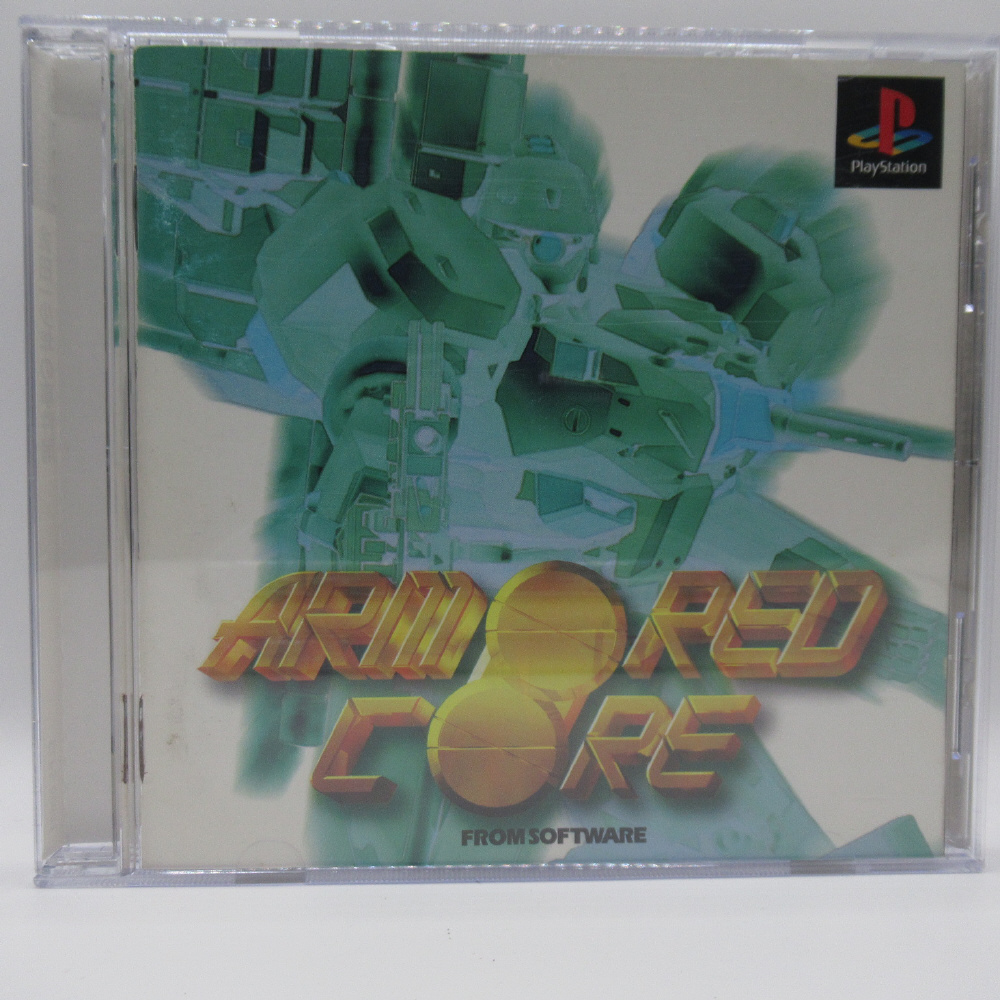 PlayStation
ARMORED
CORE
FROM SOFTWARE